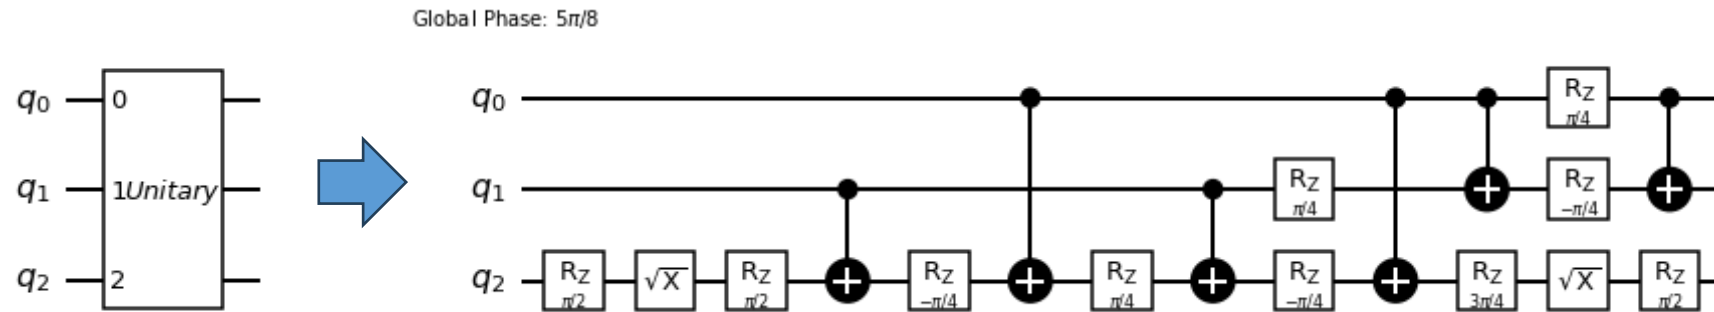 Global Phase: 5π/8
q0 0 q0 RZ π/4
q1 1Unitary q1 RZ π/4 RZ −π/4
q2 2 q2 RZ π/2 √X RZ π/2 RZ −π/4 RZ π/4 RZ −π/4 RZ 3π/4 √X RZ π/2